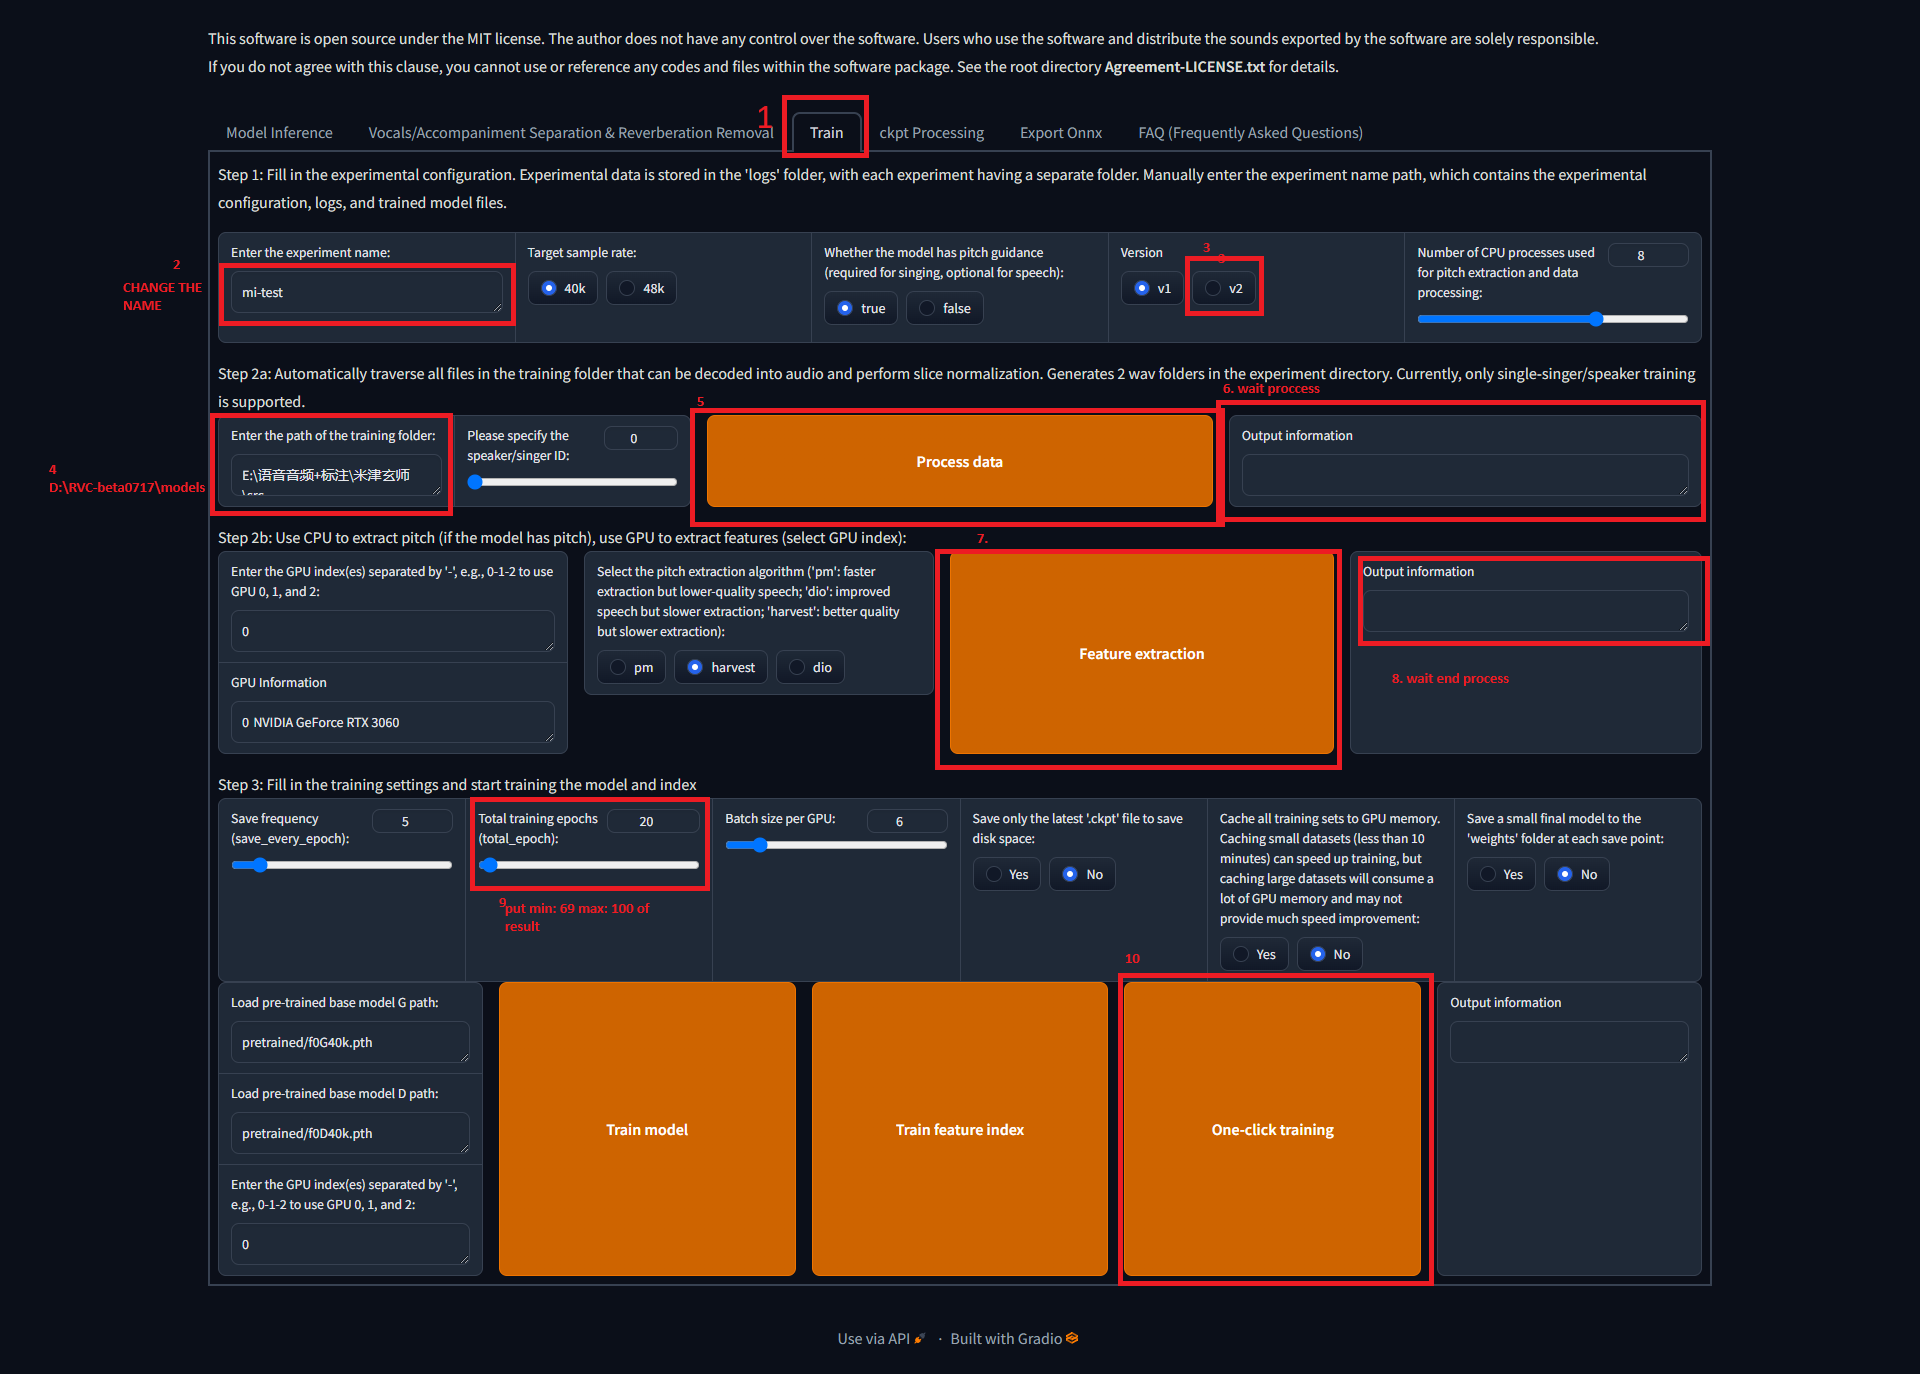 This software is open source under the MIT license. The author does not have any control over the software. Users who use the software and distribute the sounds exported by the software are solely responsible.
If you do not agree with this clause, you cannot use or reference any codes and files within the software package. See the root directory Agreement-LICENSE.txt for details.
1
Model Inference
Vocals/Accompaniment Separation & Reverberation Removal
Train
ckpt Processing
Export Onnx
FAQ (Frequently Asked Questions)
Step 1: Fill in the experimental configuration. Experimental data is stored in the 'logs' folder, with each experiment having a separate folder. Manually enter the experiment name path, which contains the experimental
configuration, logs, and trained model files.
2
CHANGE THE
NAME
Enter the experiment name:
mi-test
Target sample rate:
40k
48k
Whether the model has pitch guidance
(required for singing, optional for speech):
true
false
Version
v1
3
v2
Number of CPU processes used
for pitch extraction and data
processing:
8
Step 2a: Automatically traverse all files in the training folder that can be decoded into audio and perform slice normalization. Generates 2 wav folders in the experiment directory. Currently, only single-singer/speaker training
is supported.
4
D:\RVC-beta0717\models
Enter the path of the training folder:
E:\语音音频+标注\米津玄师
\src
Please specify the
speaker/singer ID:
0
5
Process data
6. wait proccess
Output information
Step 2b: Use CPU to extract pitch (if the model has pitch), use GPU to extract features (select GPU index):
Enter the GPU index(es) separated by '-', e.g., 0-1-2 to use
GPU 0, 1, and 2:
0
GPU Information
0 NVIDIA GeForce RTX 3060
Select the pitch extraction algorithm ('pm': faster
extraction but lower-quality speech; 'dio': improved
speech but slower extraction; 'harvest': better quality
but slower extraction):
pm
harvest
dio
7.
Feature extraction
Output information
8. wait end process
Step 3: Fill in the training settings and start training the model and index
Save frequency
(save_every_epoch):
5
Total training epochs
(total_epoch):
20
9
put min: 69 max: 100 of
result
Batch size per GPU:
6
Save only the latest '.ckpt' file to save
disk space:
Yes
No
Cache all training sets to GPU memory.
Caching small datasets (less than 10
minutes) can speed up training, but
caching large datasets will consume a
lot of GPU memory and may not
provide much speed improvement:
Yes
No
Save a small final model to the
'weights' folder at each save point:
Yes
No
Load pre-trained base model G path:
pretrained/f0G40k.pth
Load pre-trained base model D path:
pretrained/f0D40k.pth
Enter the GPU index(es) separated by '-',
e.g., 0-1-2 to use GPU 0, 1, and 2:
0
Train model
Train feature index
10
One-click training
Output information
Use via API
·
Built with Gradio